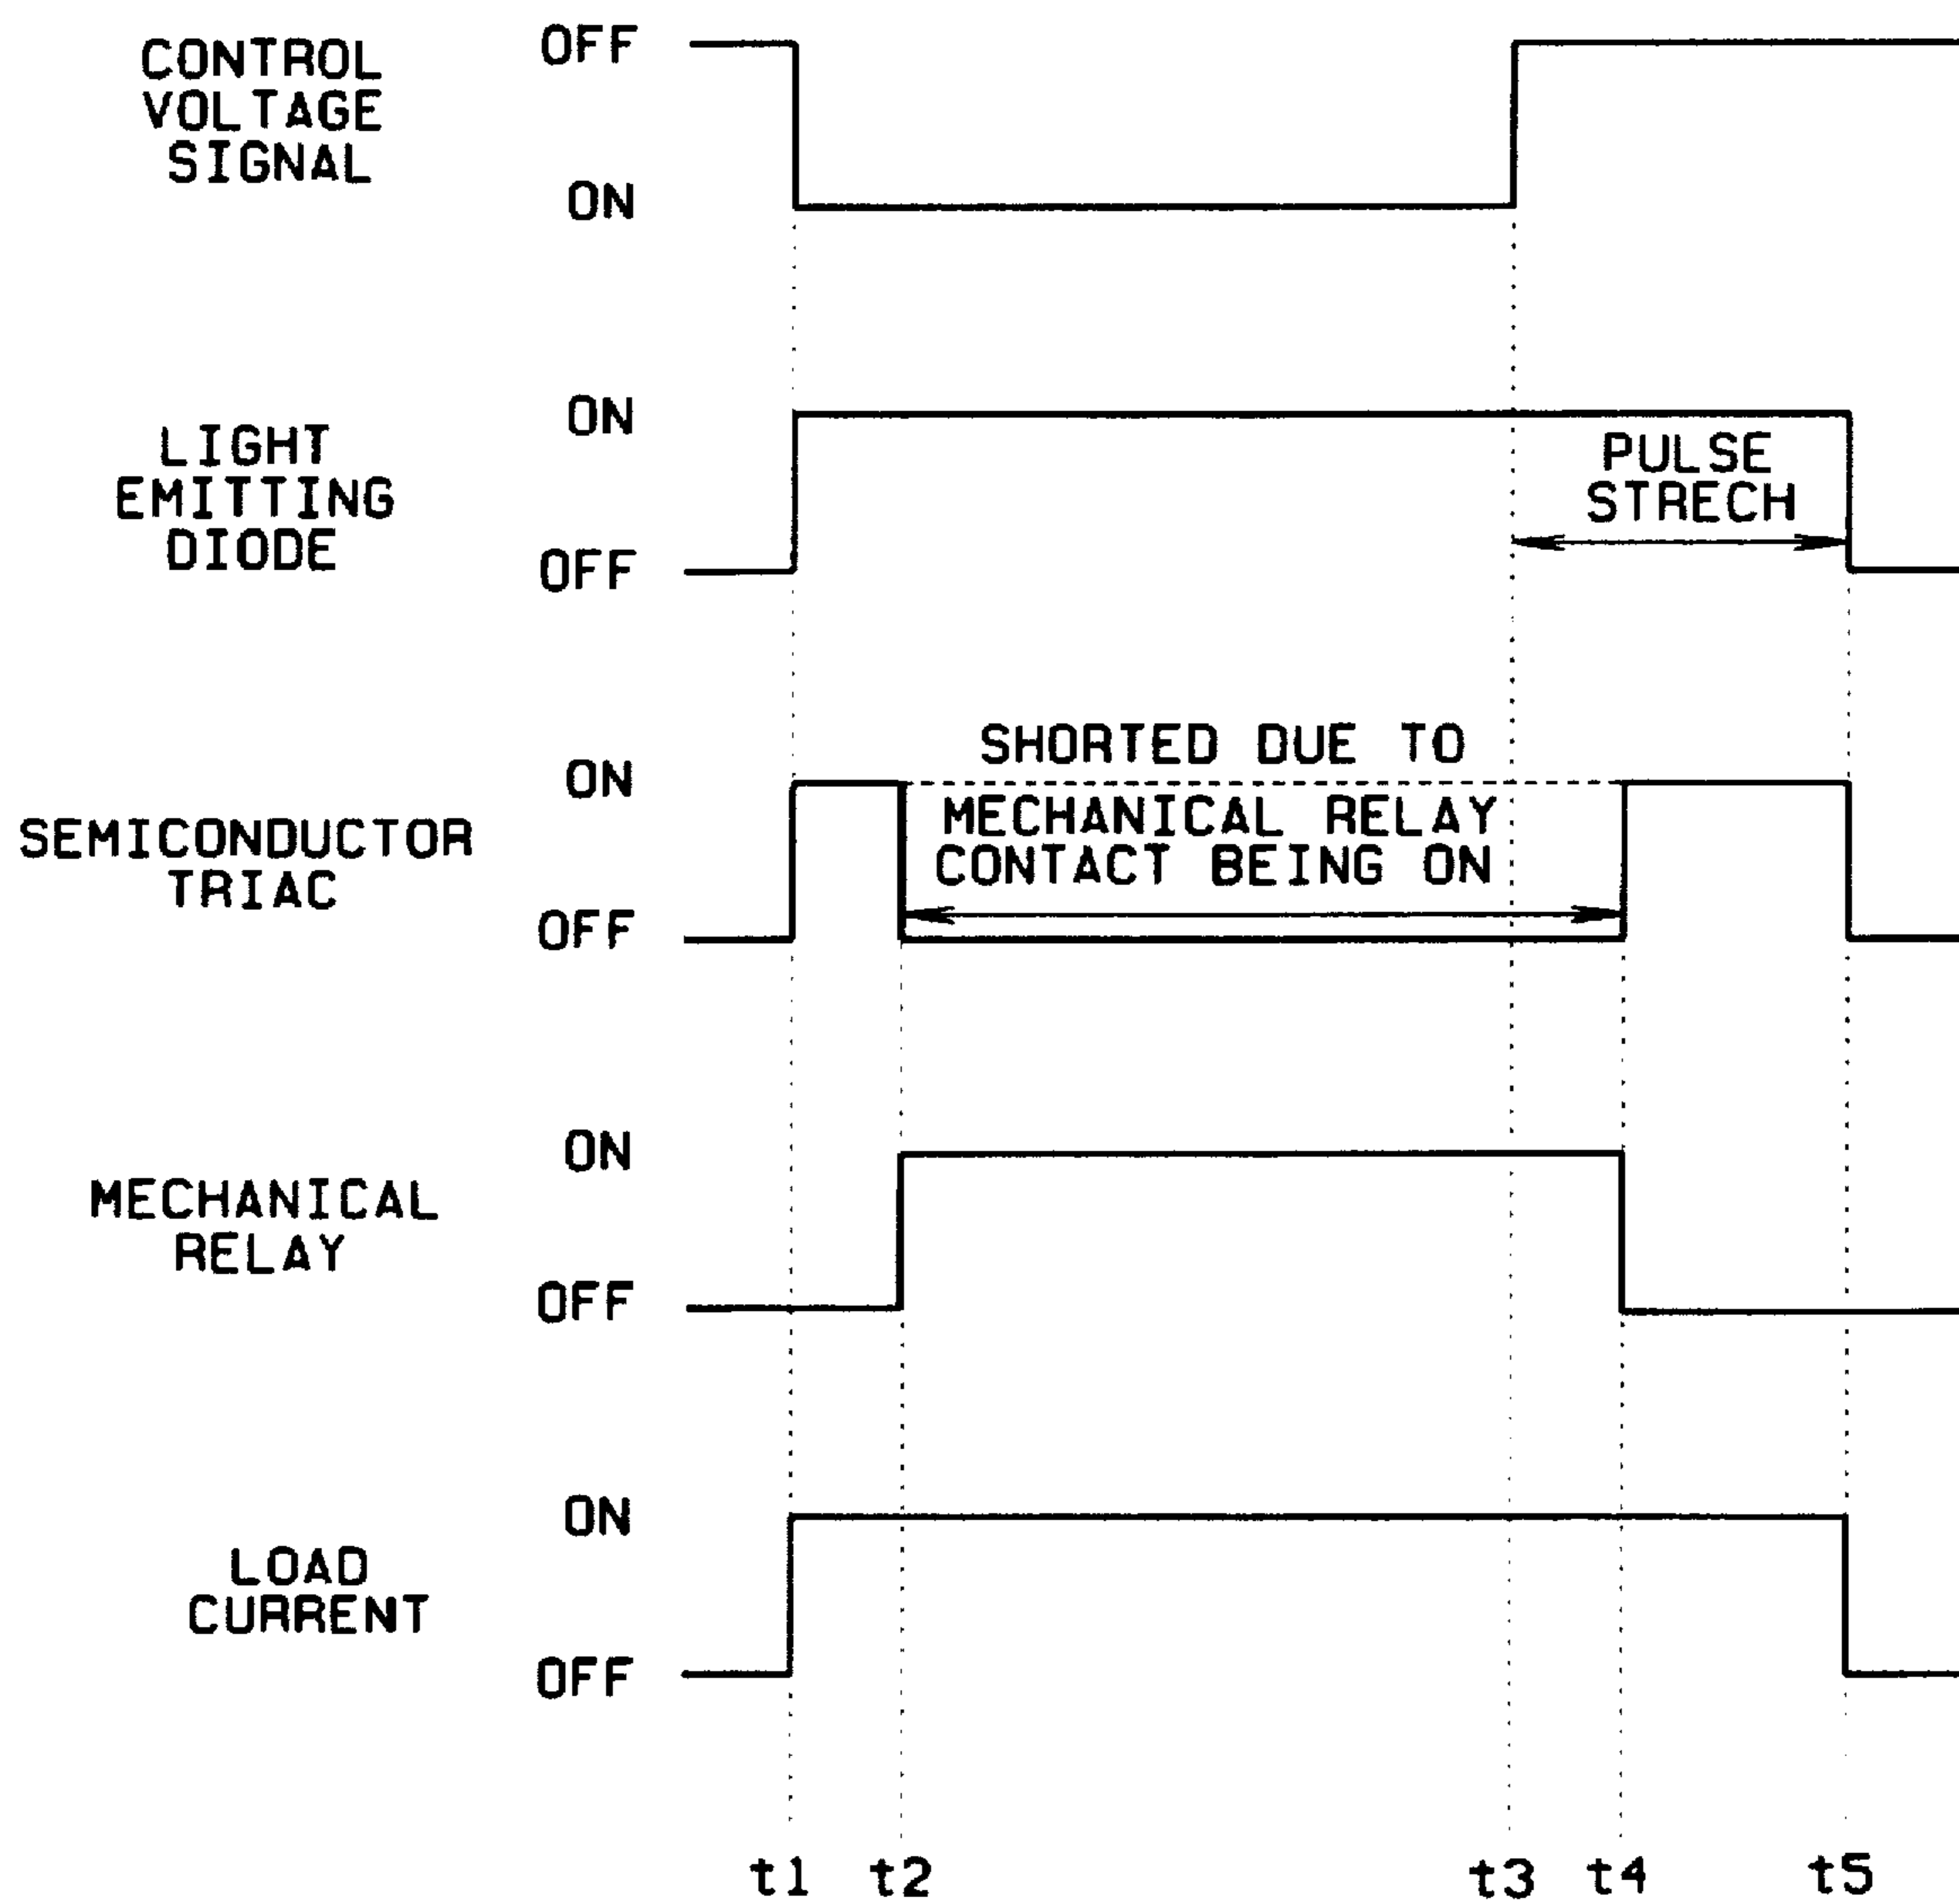 CONTROL
VOLTAGE
SIGNAL
OFF
ON
LIGHT
EMITTING
DIODE
ON
OFF
PULSE
STRECH
SEMICONDUCTOR
TRIAC
ON
OFF
SHORTED DUE TO
MECHANICAL RELAY
CONTACT BEING ON
MECHANICAL
RELAY
ON
OFF
LOAD
CURRENT
ON
OFF
t1 t2 t3 t4 t5